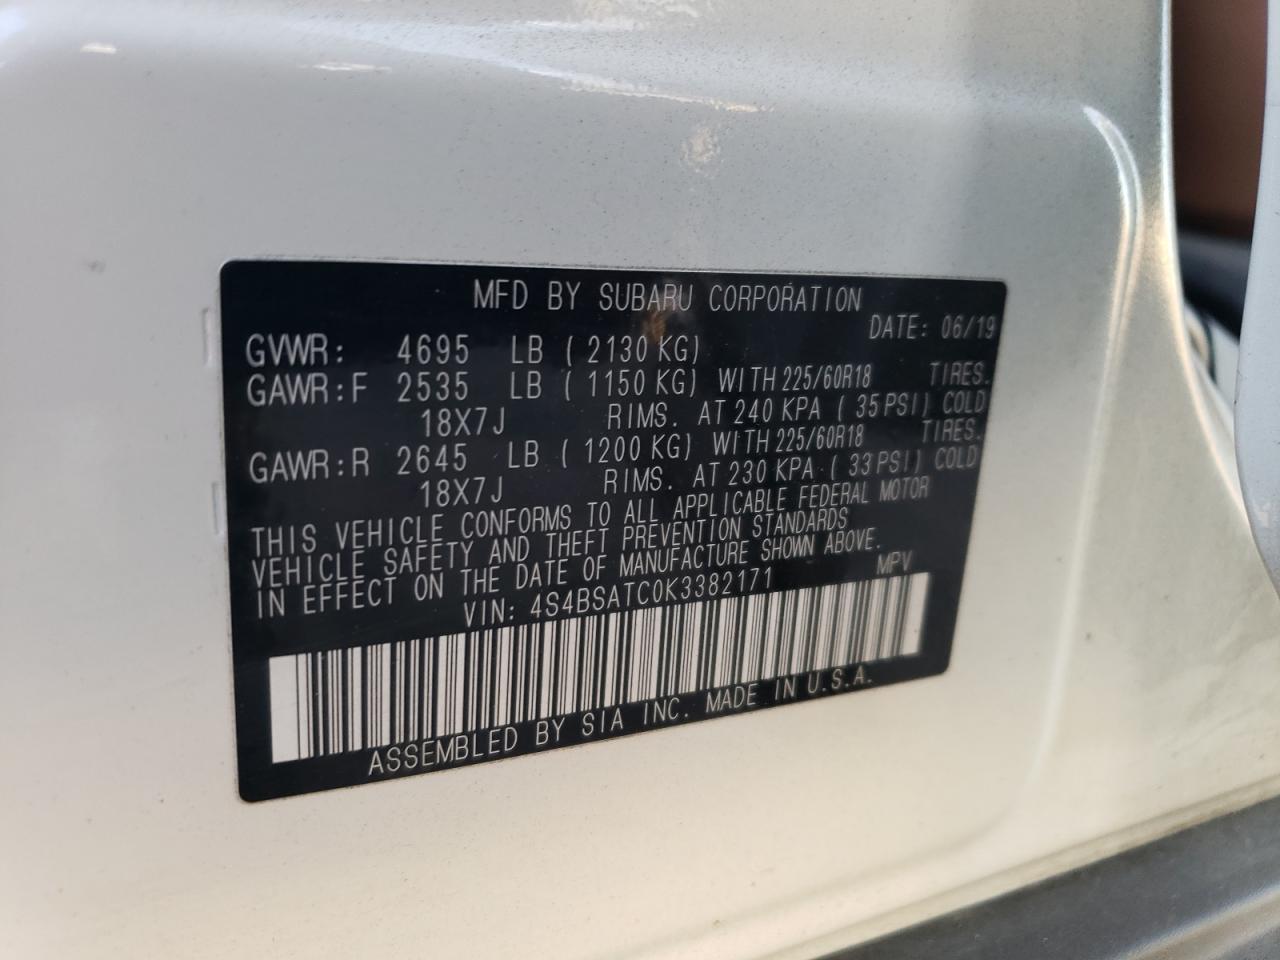 MFD BY SUBARU CORPORATION
DATE: 06/19
GVWR: 4695 LB ( 2130 KG)
GAWR:F 2535 LB ( 1150 KG) WITH 225/60R18 TIRES.
18X7J RIMS. AT 240 KPA ( 35 PSI) COLD
GAWR:R 2645 LB ( 1200 KG) WITH 225/60R18 TIRES.
18X7J RIMS. AT 230 KPA ( 33 PSI) COLD
THIS VEHICLE CONFORMS TO ALL APPLICABLE FEDERAL MOTOR
VEHICLE SAFETY AND THEFT PREVENTION STANDARDS
IN EFFECT ON THE DATE OF MANUFACTURE SHOWN ABOVE.
VIN: 4S4BSATC0K3382171 MPV
ASSEMBLED BY SIA INC. MADE IN U.S.A.